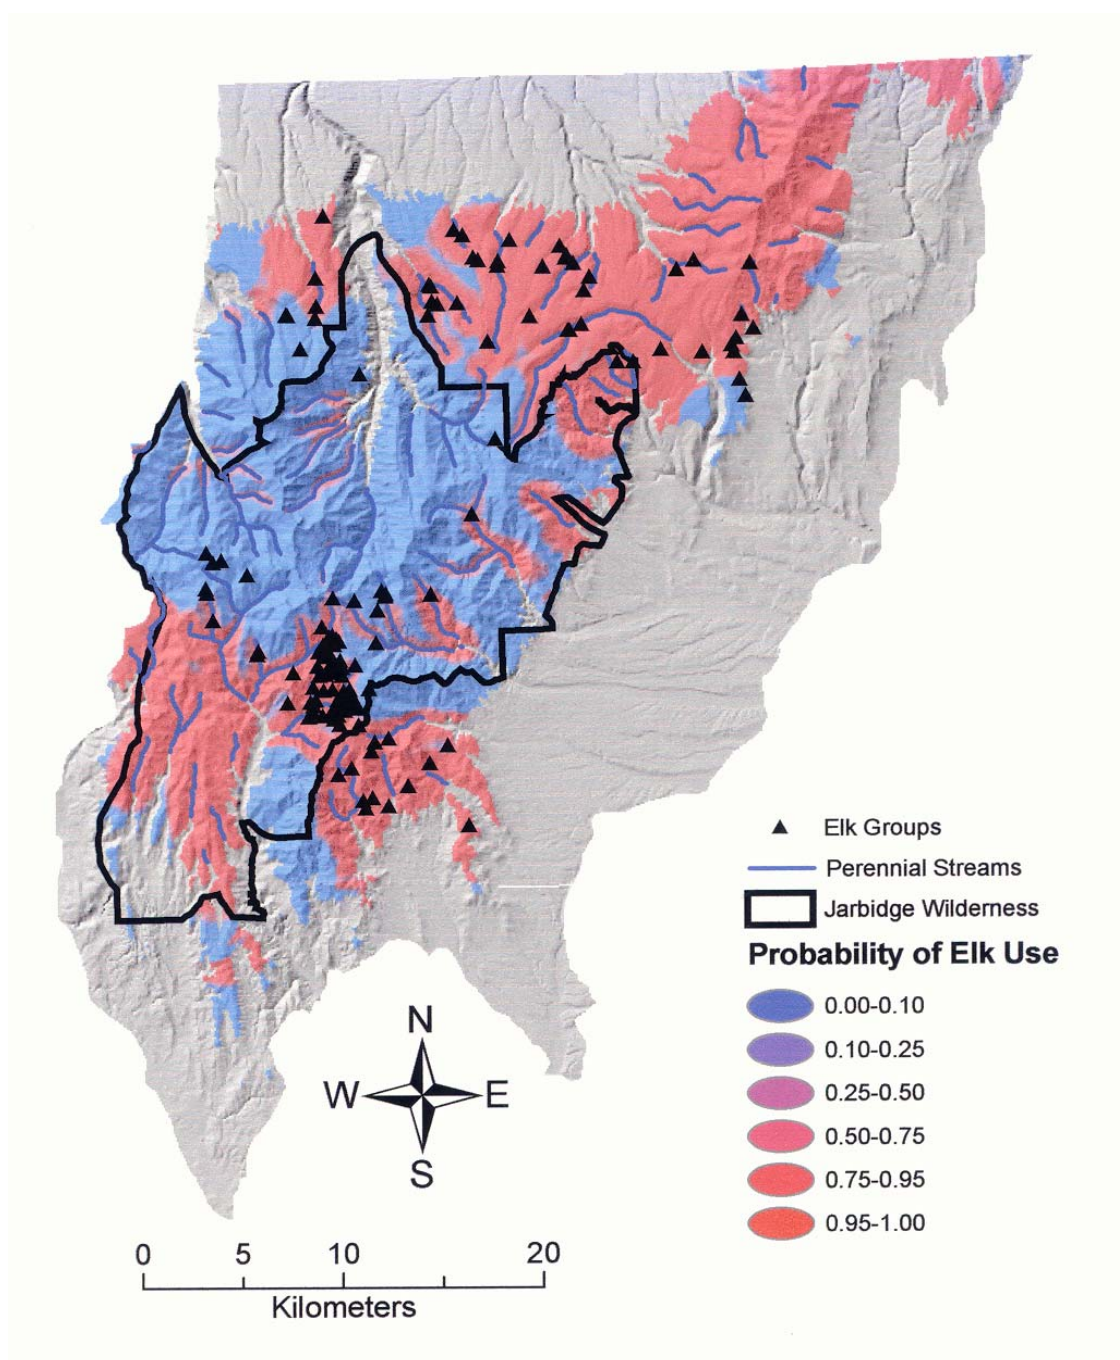 Elk Groups
Perennial Streams
Jarbidge Wilderness
Probability of Elk Use
0.00-0.10
0.10-0.25
0.25-0.50
0.50-0.75
0.75-0.95
0.95-1.00
N
W E
S
0 5 10 20
Kilometers